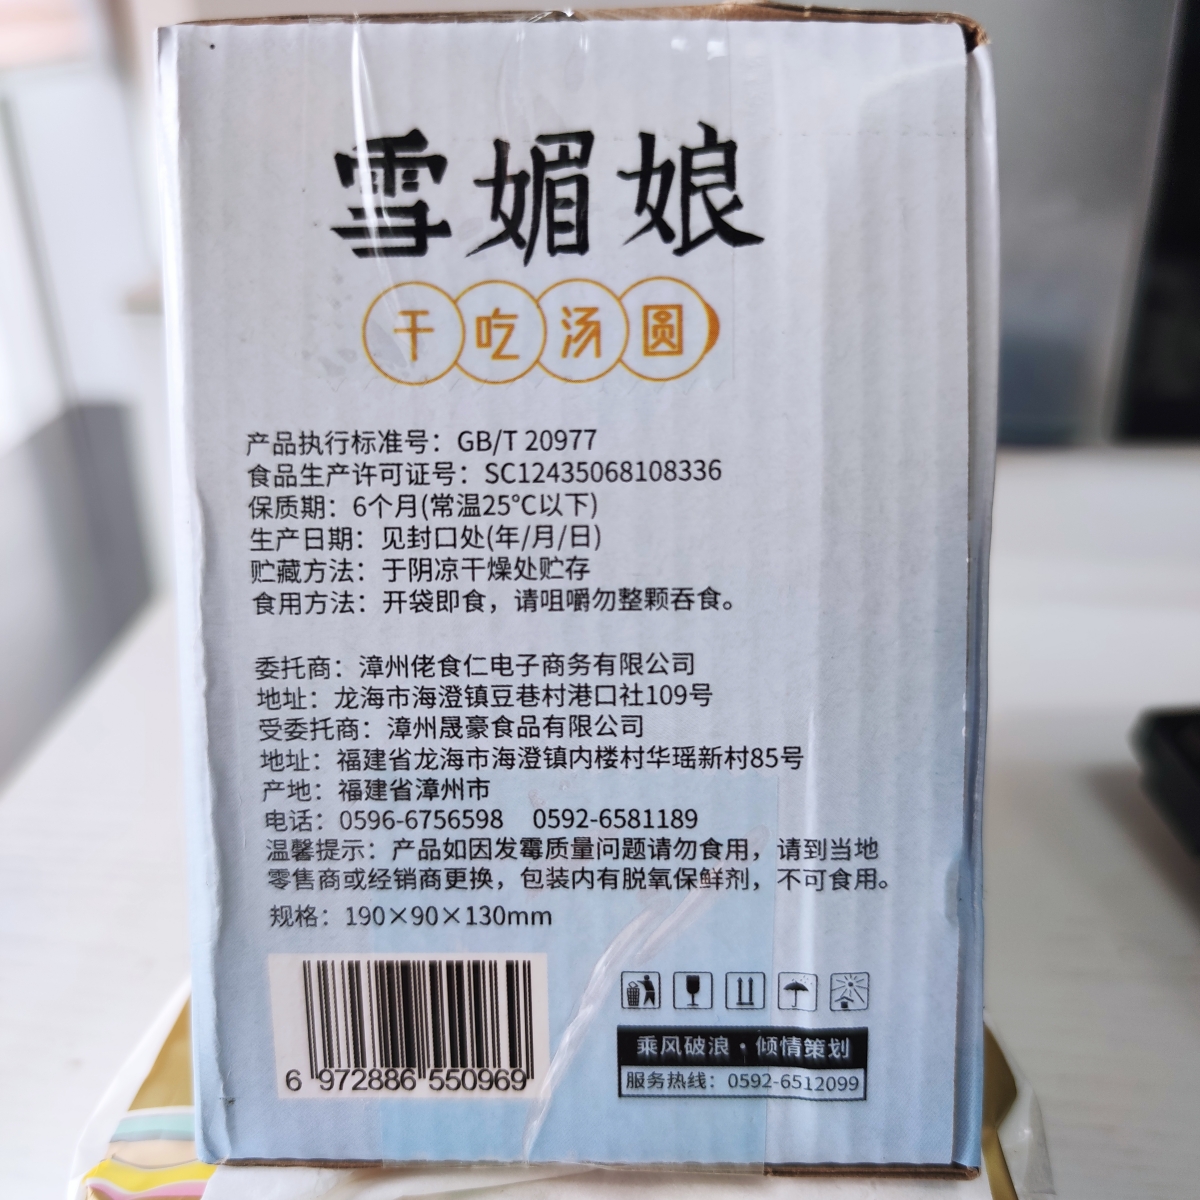 雪媚娘
干吃汤圆
产品执行标准号：GB/T 20977
食品生产许可证号：SC12435068108336
保质期：6个月(常温25℃以下)
生产日期：见封口处(年/月/日)
贮藏方法：于阴凉干燥处贮存
食用方法：开袋即食，请咀嚼勿整颗吞食。
委托商：漳州佬食仁电子商务有限公司
地址：龙海市海澄镇豆巷村港口社109号
受委托商：漳州晟豪食品有限公司
地址：福建省龙海市海澄镇内楼村华瑶新村85号
产地：福建省漳州市
电话：0596-6756598 0592-6581189
温馨提示：产品如因发霉质量问题请勿食用，请到当地
零售商或经销商更换，包装内有脱氧保鲜剂，不可食用。
规格：190×90×130mm
6 972886 550969
乘风破浪·倾情策划
服务热线：0592-6512099